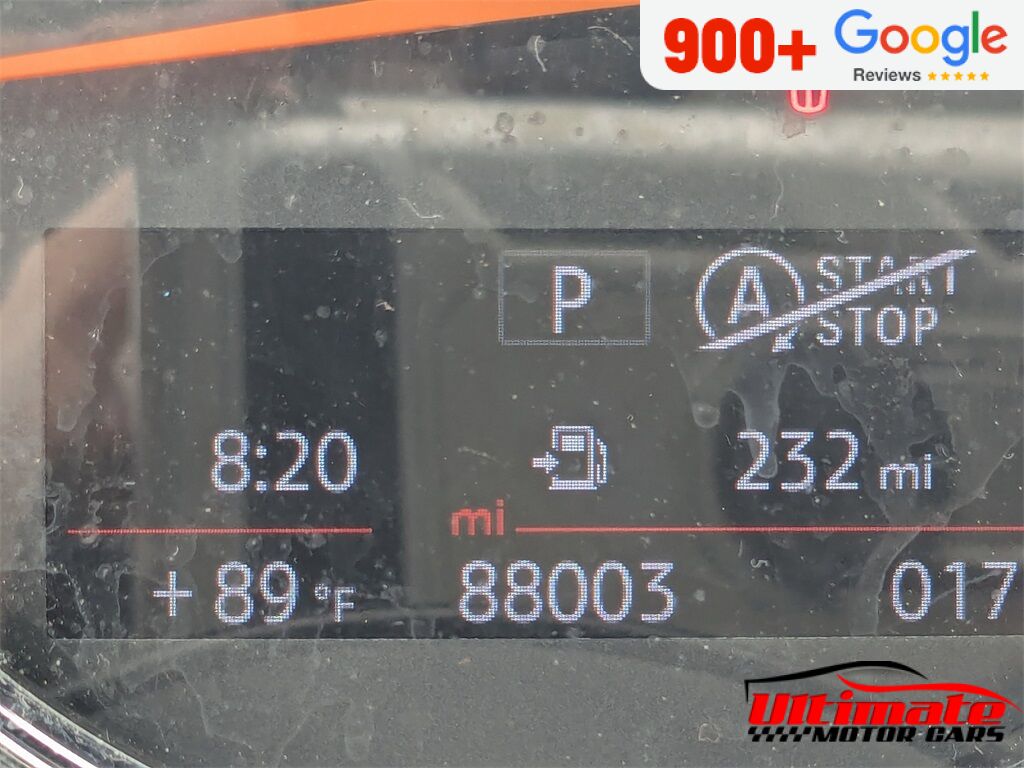 900+ Google
Reviews
P
A START
STOP
8:20
232 mi
mi
+89 °F
88003
017
Ultimate
MOTOR CARS